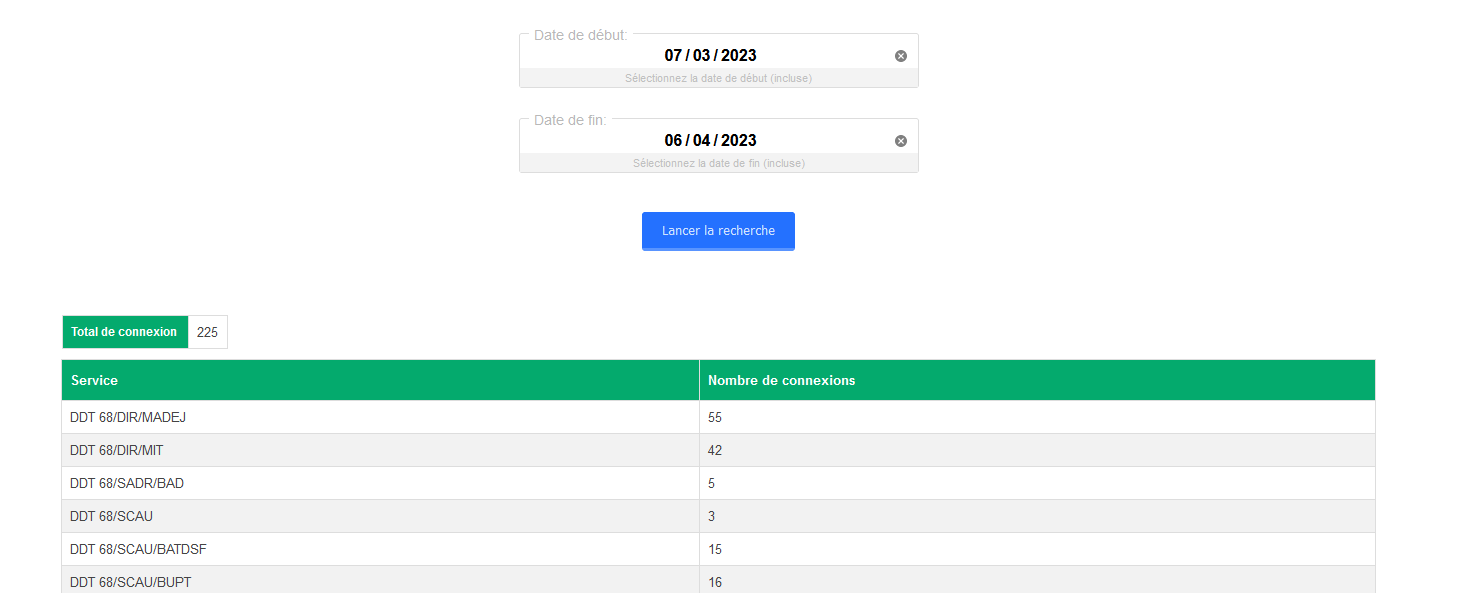 Date de début:
07 / 03 / 2023
Sélectionnez la date de début (incluse)
Date de fin:
06 / 04 / 2023
Sélectionnez la date de fin (incluse)
Lancer la recherche
Total de connexion 225
Service Nombre de connexions
DDT 68/DIR/MADEJ 55
DDT 68/DIR/MIT 42
DDT 68/SADR/BAD 5
DDT 68/SCAU 3
DDT 68/SCAU/BATDSF 15
DDT 68/SCAU/BUPT 16